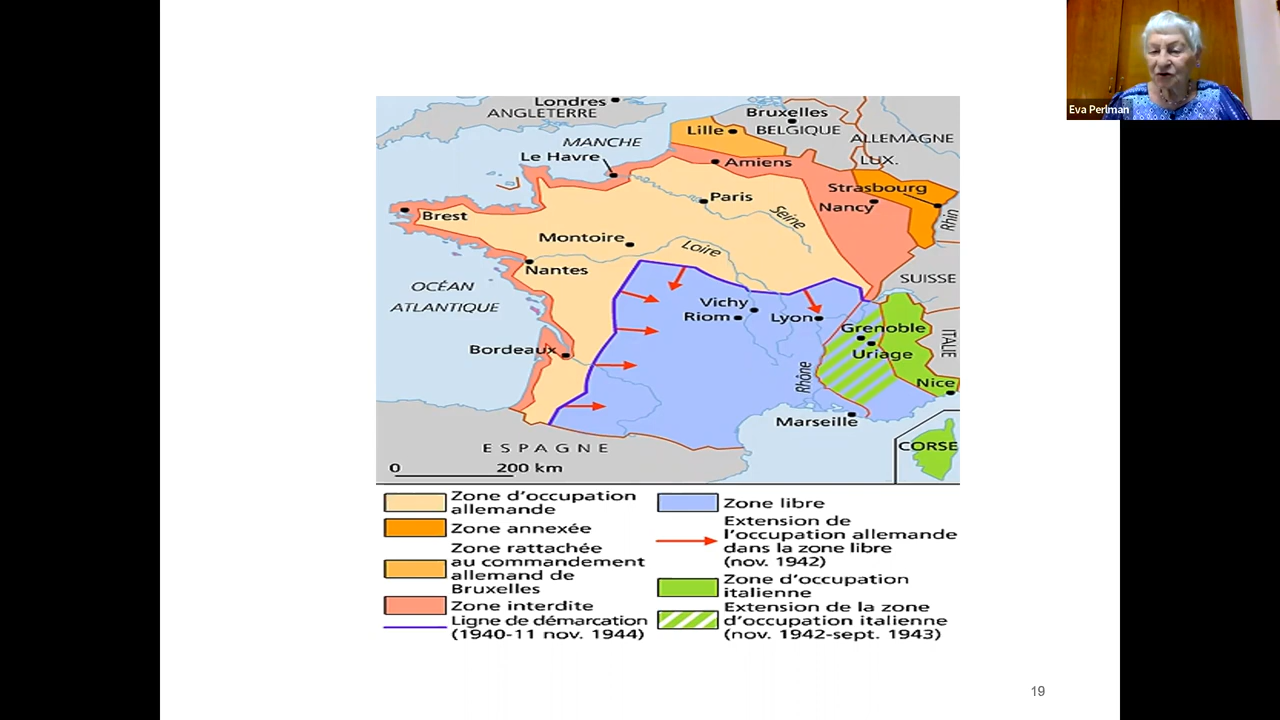 Eva Perlman
Londres
ANGLETERRE
Bruxelles
BELGIQUE
ALLEMAGNE
Lille
MANCHE
LUX.
Le Havre
Amiens
Strasbourg
Paris
Nancy
Brest
Seine
Rhin
Montoire
Loire
Nantes
SUISSE
OCÉAN
ATLANTIQUE
Vichy
Riom
Lyon
Grenoble
ITALIE
Uriage
Bordeaux
Rhône
Nice
Marseille
ESPAGNE
CORSE
0 200 km
Zone d'occupation
allemande
Zone annexée
Zone rattachée
au commandement
allemand de
Bruxelles
Zone interdite
Ligne de démarcation
(1940-11 nov. 1944)
Zone libre
Extension de
l'occupation allemande
dans la zone libre
(nov. 1942)
Zone d'occupation
italienne
Extension de la zone
d'occupation italienne
(nov. 1942-sept. 1943)
19